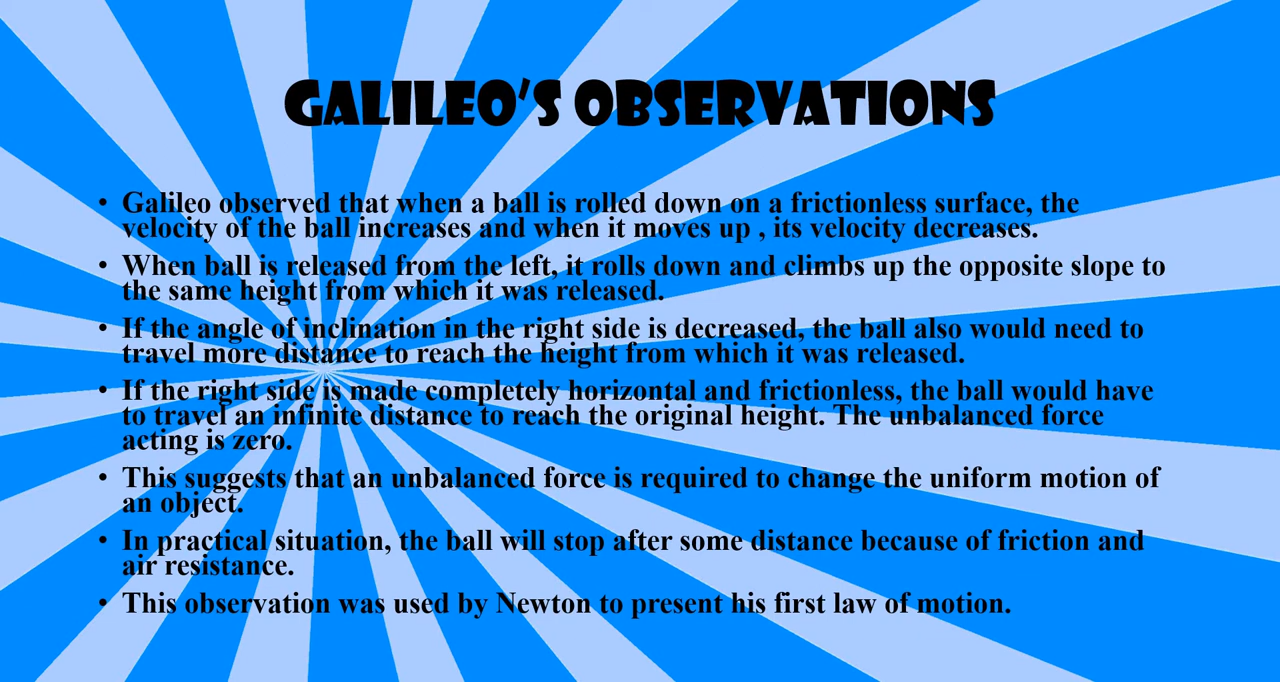 GALILEO'S OBSERVATIONS
• Galileo observed that when a ball is rolled down on a frictionless surface, the
velocity of the ball increases and when it moves up , its velocity decreases.
• When ball is released from the left, it rolls down and climbs up the opposite slope to
the same height from which it was released.
• If the angle of inclination in the right side is decreased, the ball also would need to
travel more distance to reach the height from which it was released.
• If the right side is made completely horizontal and frictionless, the ball would have
to travel an infinite distance to reach the original height. The unbalanced force
acting is zero.
• This suggests that an unbalanced force is required to change the uniform motion of
an object.
• In practical situation, the ball will stop after some distance because of friction and
air resistance.
• This observation was used by Newton to present his first law of motion.